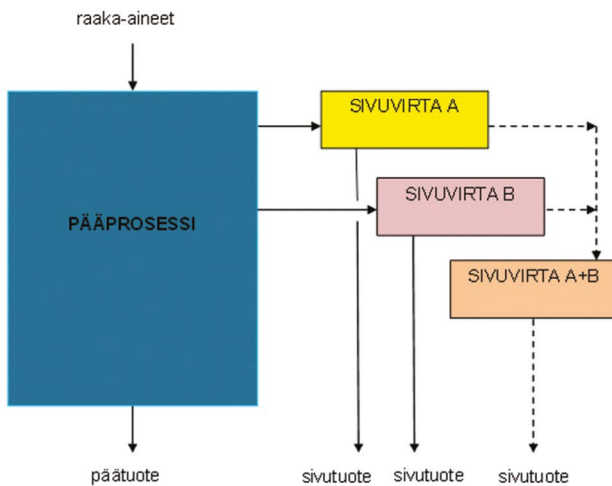 raaka-aineet
SIVUVIRTA A
SIVUVIRTA B
PÄÄPROSESSI
SIVUVIRTA A+B
päätuote
sivutuote
sivutuote
sivutuote